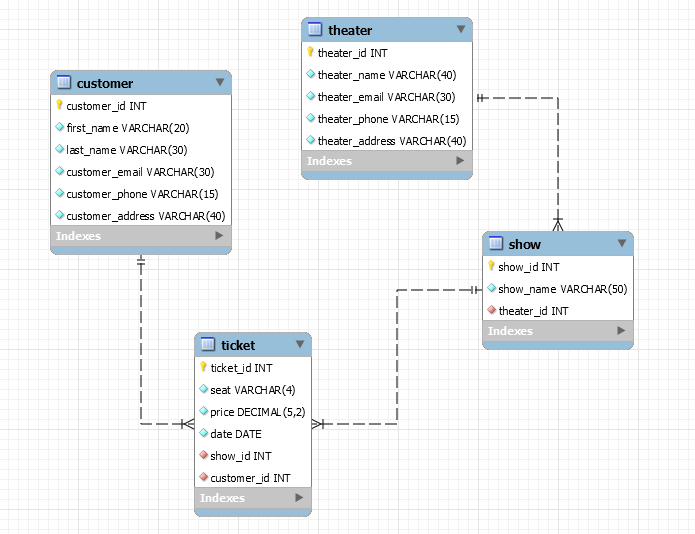 theater
theater_id INT
theater_name VARCHAR(40)
theater_email VARCHAR(30)
theater_phone VARCHAR(15)
theater_address VARCHAR(40)
Indexes
customer
customer_id INT
first_name VARCHAR(20)
last_name VARCHAR(30)
customer_email VARCHAR(30)
customer_phone VARCHAR(15)
customer_address VARCHAR(40)
Indexes
show
show_id INT
show_name VARCHAR(50)
theater_id INT
Indexes
ticket
ticket_id INT
seat VARCHAR(4)
price DECIMAL(5,2)
date DATE
show_id INT
customer_id INT
Indexes